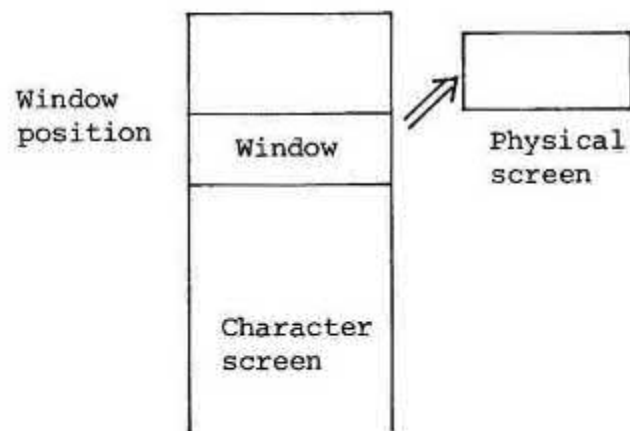 Window
position
Window
Physical
screen
Character
screen